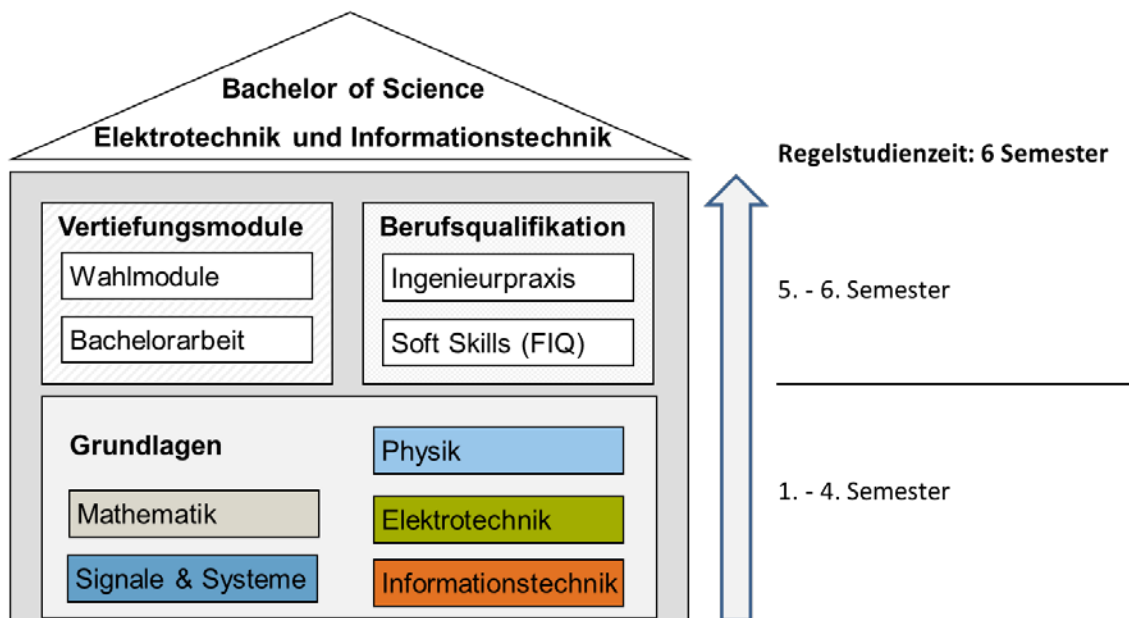 Bachelor of Science
Elektrotechnik und Informationstechnik
Regelstudienzeit: 6 Semester
Vertiefungsmodule
Wahlmodule
Bachelorarbeit
Berufsqualifikation
Ingenieurpraxis
Soft Skills (FIQ)
5. - 6. Semester
Grundlagen
Mathematik
Signale & Systeme
Physik
Elektrotechnik
Informationstechnik
1. - 4. Semester